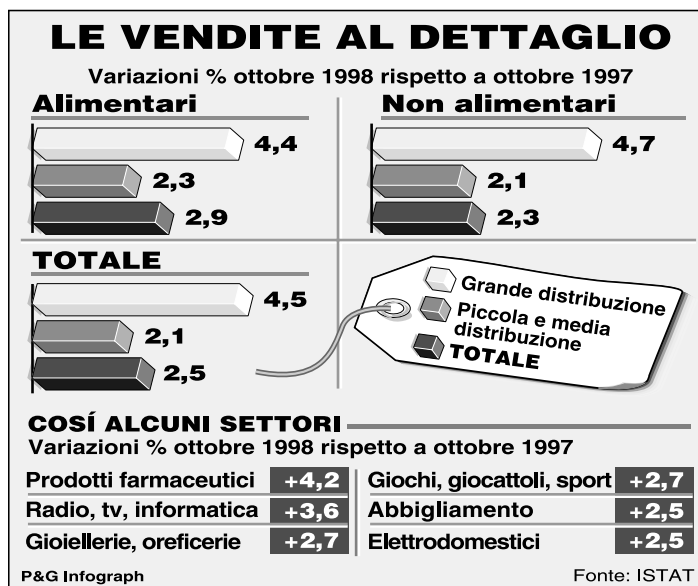 LE VENDITE AL DETTAGLIO
Variazioni % ottobre 1998 rispetto a ottobre 1997
Alimentari
4,4
2,3
2,9
Non alimentari
4,7
2,1
2,3
TOTALE
4,5
2,1
2,5
Grande distribuzione
Piccola e media
distribuzione
TOTALE
COSÍ ALCUNI SETTORI
Variazioni % ottobre 1998 rispetto a ottobre 1997
Prodotti farmaceutici +4,2
Radio, tv, informatica +3,6
Gioiellerie, oreficerie +2,7
Giochi, giocattoli, sport +2,7
Abbigliamento +2,5
Elettrodomestici +2,5
P&G Infograph
Fonte: ISTAT